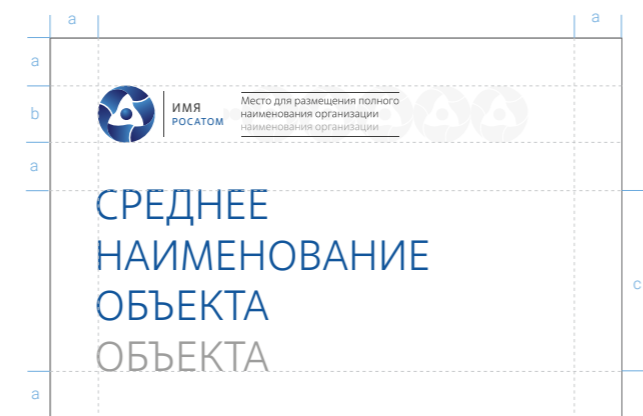 a a
a
b
a
ИМЯ
РОСАТОМ
Место для размещения полного
наименования организации
наименования организации
СРЕДНЕЕ
НАИМЕНОВАНИЕ
ОБЪЕКТА
ОБЪЕКТА
c
a